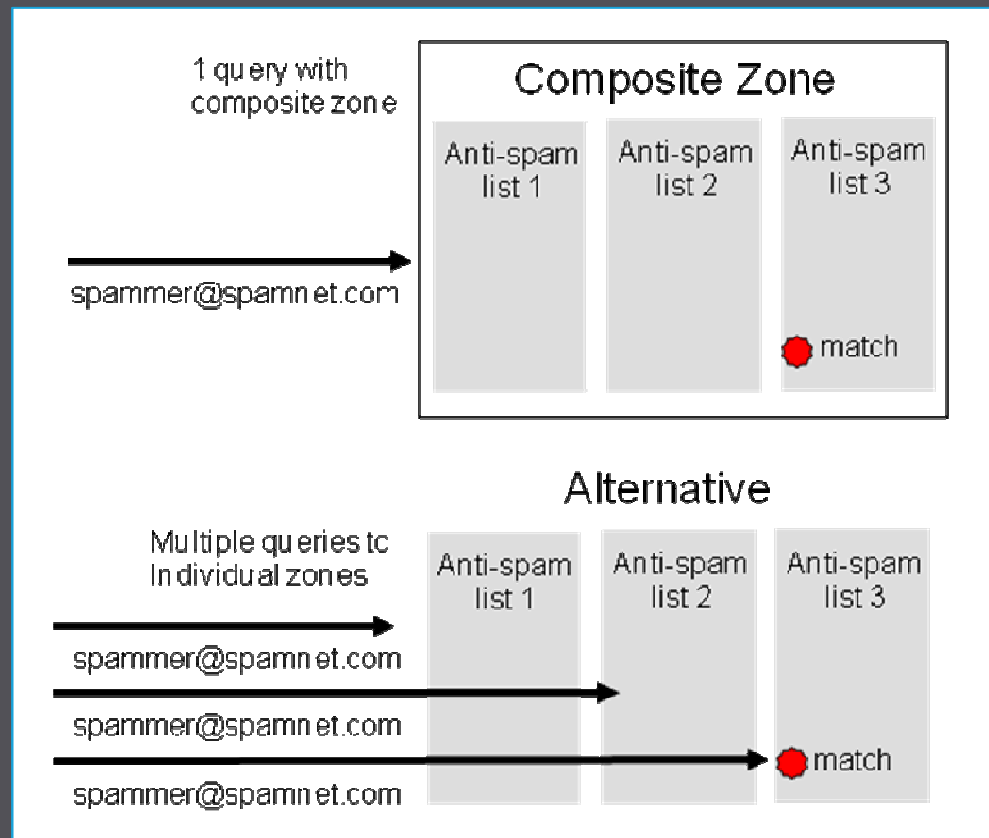 1 query with
composite zone
Composite Zone
Anti-spam
list 1
Anti-spam
list 2
Anti-spam
list 3
spammer@spamnet.com
match
Alternative
Multiple queries tc
Individual zones
Anti-spam
list 1
Anti-spam
list 2
Anti-spam
list 3
spammer@spamnet.com
spammer@spamnet.com
match
spammer@spamnet.com